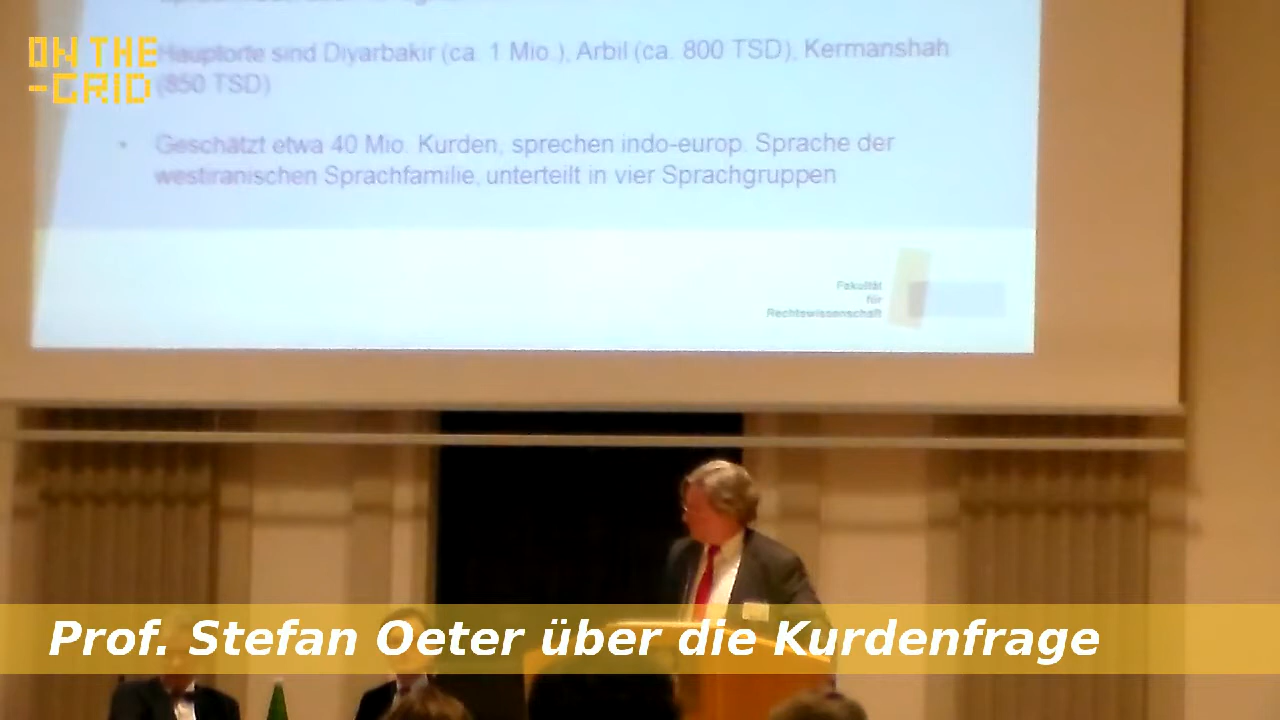 ON THE
-GRID
Hauptorte sind Diyarbakir (ca. 1 Mio.), Arbil (ca. 800 TSD), Kermanshah
(850 TSD)
• Geschätzt etwa 40 Mio. Kurden, sprechen indo-europ. Sprache der
westiranischen Sprachfamilie, unterteilt in vier Sprachgruppen
Fakultät
für
Rechtswissenschaft
Prof. Stefan Oeter über die Kurdenfrage